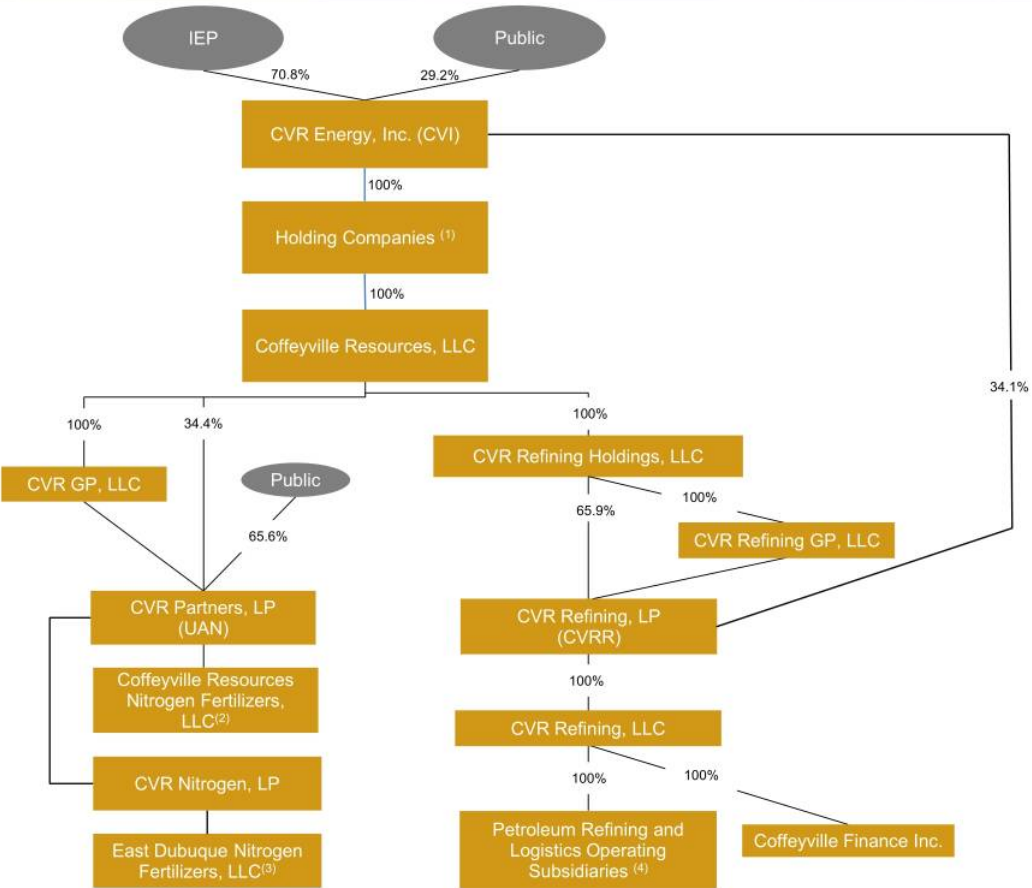 IEP
Public
70.8%
29.2%
CVR Energy, Inc. (CVI)
100%
Holding Companies (1)
100%
Coffeyville Resources, LLC
34.1%
100%
34.4%
100%
CVR GP, LLC
Public
65.6%
CVR Refining Holdings, LLC
65.9%
100%
CVR Refining GP, LLC
CVR Partners, LP
(UAN)
CVR Refining, LP
(CVRR)
Coffeyville Resources
Nitrogen Fertilizers,
LLC(2)
100%
CVR Refining, LLC
CVR Nitrogen, LP
100%
100%
East Dubuque Nitrogen
Fertilizers, LLC(3)
Petroleum Refining and
Logistics Operating
Subsidiaries (4)
Coffeyville Finance Inc.